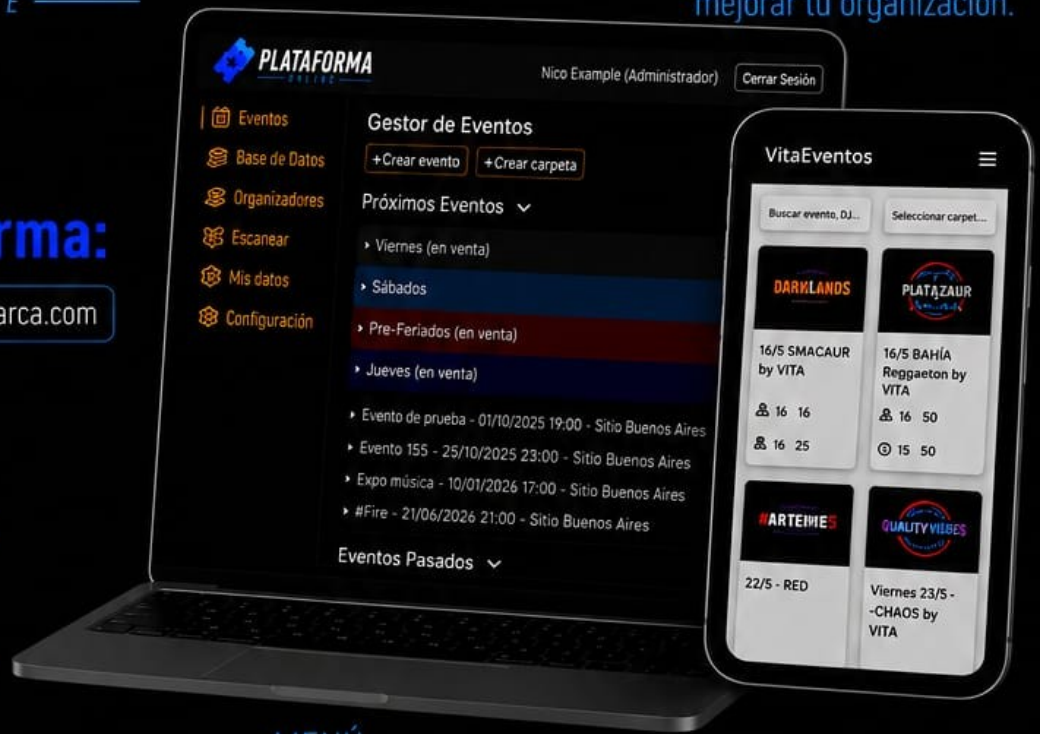 E
mejorar tu organización.
rma:
arca.com
PLATAFORMA
ONLINE
Nico Example (Administrador)
Cerrar Sesión
Eventos
Base de Datos
Organizadores
Escanear
Mis datos
Configuración
Gestor de Eventos
+Crear evento
+Crear carpeta
Próximos Eventos
Viernes (en venta)
Sábados
Pre-Feriados (en venta)
Jueves (en venta)
Evento de prueba - 01/10/2025 19:00 - Sitio Buenos Aires
Evento 155 - 25/10/2025 23:00 - Sitio Buenos Aires
Expo música - 10/01/2026 17:00 - Sitio Buenos Aires
#Fire - 21/06/2026 21:00 - Sitio Buenos Aires
Eventos Pasados
VitaEventos
Buscar evento, DJ...
Seleccionar carpet...
DARKLANDS
16/5 SMACAUR
by VITA
16 16
16 25
PLATAZAUR
16/5 BAHÍA
Reggaeton by
VITA
16 50
15 50
22/5 - RED
QUALITY VIBES
Viernes 23/5 -
-CHAOS by
VITA
MENÚ